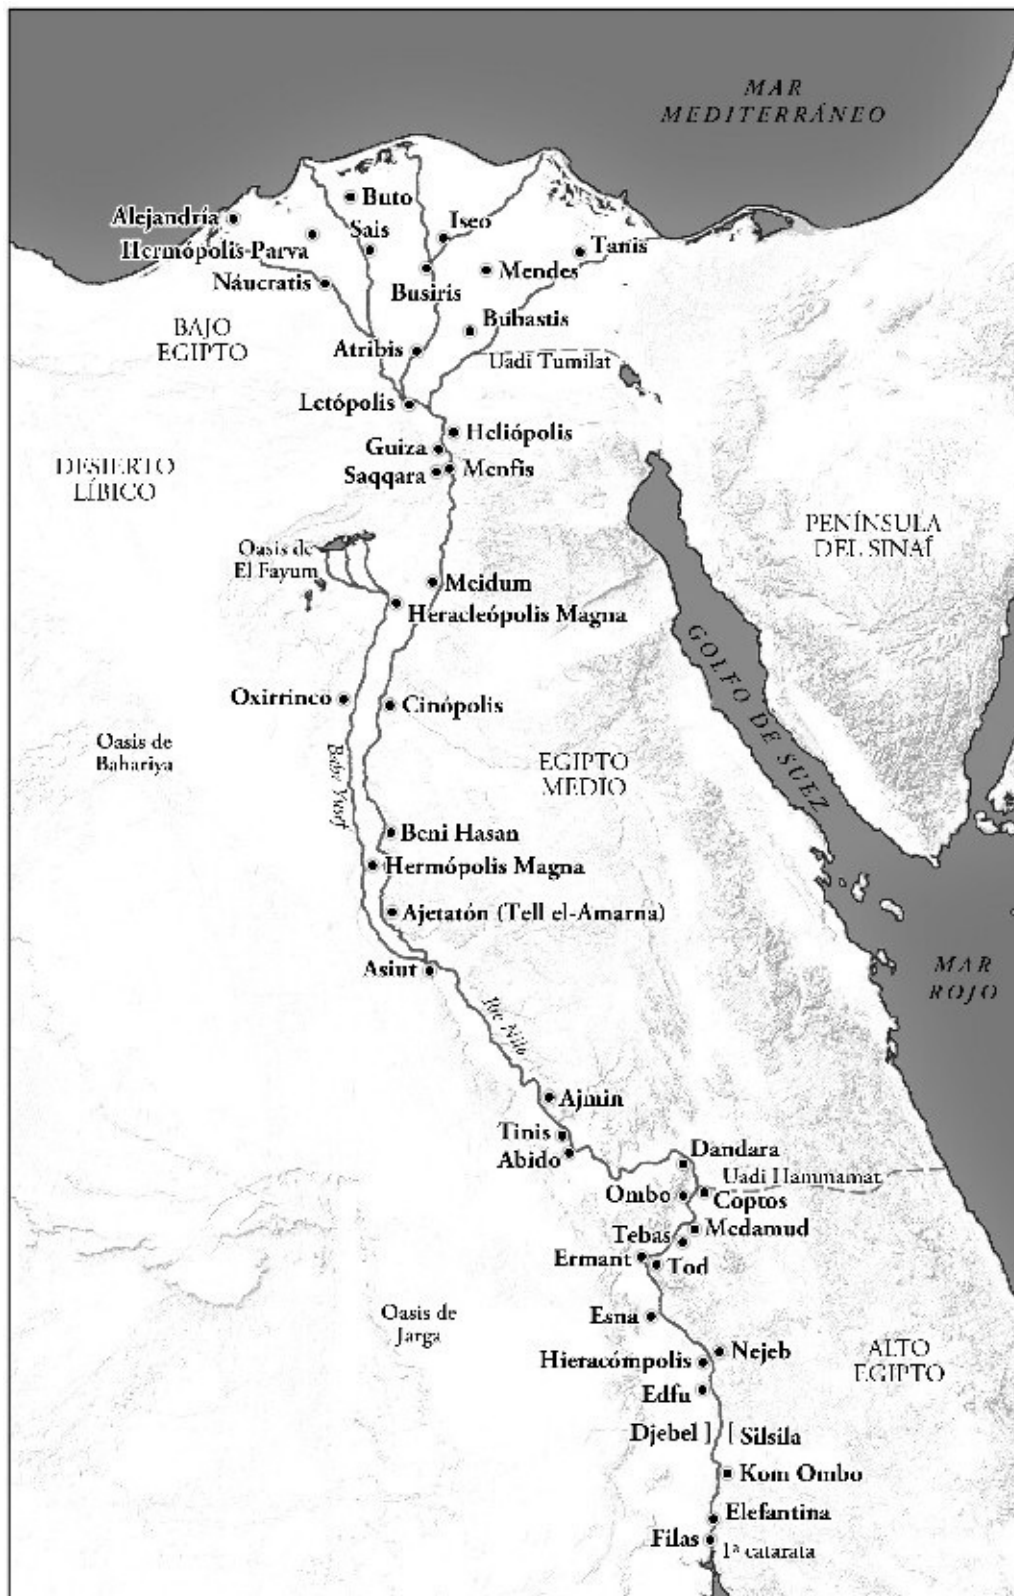 MAR
MEDITERRÁNEO
Buto
Alejandría
Iseo
Sais
Hermópolis-Parva
Tanis
Náucratis
Mendes
Busiris
BAJO
EGIPTO
Búbastis
Atribis
Uadi Tumilat
Letópolis
Heliópolis
Guiza
Saqqara
Menfis
DESIERTO
LÍBICO
PENÍNSULA
DEL SINAÍ
Oasis de
El Fayum
Meidum
Heracleópolis Magna
GOLFO DE SUEZ
Oxirrinco
Cinópolis
Oasis de
Bahariya
Bahr Yusef
EGIPTO
MEDIO
Beni Hasan
Hermópolis Magna
Ajetatón (Tell el-Amarna)
Asiut
MAR
ROJO
Río Nilo
Ajmin
Tinis
Abido
Dandara
Uadi Hammamat
Ombo
Coptos
Medamud
Tebas
Ermant
Tod
Oasis de
Jarga
Esna
Nejeb
Hieracómpolis
ALTO
EGIPTO
Edfu
Djebel ] [ Silsila
Kom Ombo
Elefantina
Filas
1ª catarata